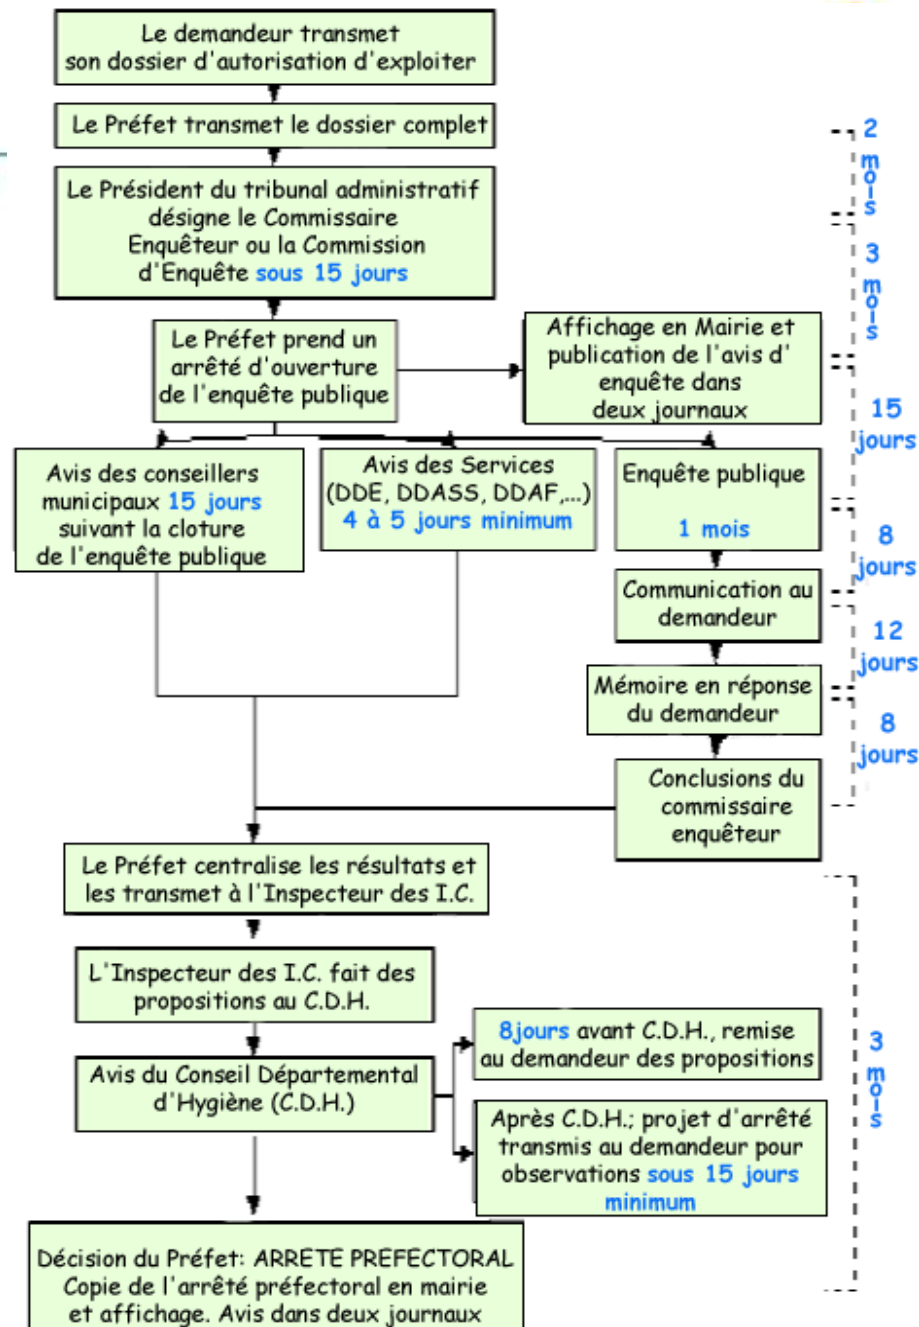 Le demandeur transmet
son dossier d'autorisation d'exploiter
Le Préfet transmet le dossier complet
2
mois
Le Président du tribunal administratif
désigne le Commissaire
Enquêteur ou la Commission
d'Enquête sous 15 jours
3
mois
Le Préfet prend un
arrêté d'ouverture
de l'enquête publique
Affichage en Mairie et
publication de l'avis d'
enquête dans
deux journaux
15
jours
Avis des conseillers
municipaux 15 jours
suivant la cloture
de l'enquête publique
Avis des Services
(DDE, DDASS, DDAF,...)
4 à 5 jours minimum
Enquête publique
1 mois
8
jours
Communication au
demandeur
12
jours
Mémoire en réponse
du demandeur
8
jours
Conclusions du
commissaire
enquêteur
Le Préfet centralise les résultats et
les transmet à l'Inspecteur des I.C.
L'Inspecteur des I.C. fait des
propositions au C.D.H.
8jours avant C.D.H., remise
au demandeur des propositions
3
mois
Avis du Conseil Départemental
d'Hygiène (C.D.H.)
Après C.D.H.; projet d'arrêté
transmis au demandeur pour
observations sous 15 jours
minimum
Décision du Préfet: ARRETE PREFECTORAL
Copie de l'arrêté préfectoral en mairie
et affichage. Avis dans deux journaux